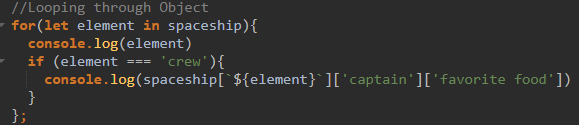 //Looping through Object
for(let element in spaceship){
  console.log(element)
  if (element === 'crew'){
    console.log(spaceship[`${element}`]['captain']['favorite food'])
  }
};